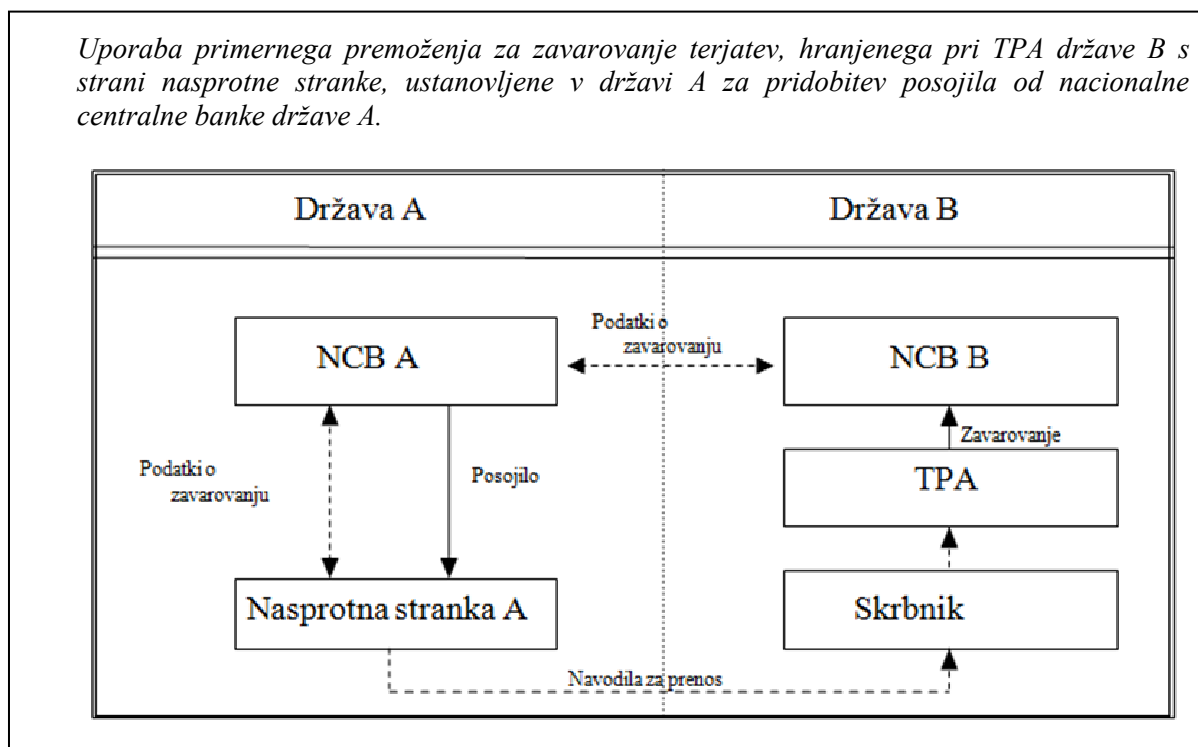 Uporaba primernega premoženja za zavarovanje terjatev, hranjenega pri TPA države B s
strani nasprotne stranke, ustanovljene v državi A za pridobitev posojila od nacionalne
centralne banke države A.
Država A
Država B
Podatki o
zavarovanju
NCB A
NCB B
Zavarovanje
Podatki o
zavarovanju
Posojilo
TPA
Nasprotna stranka A
Skrbnik
Navodila za prenos